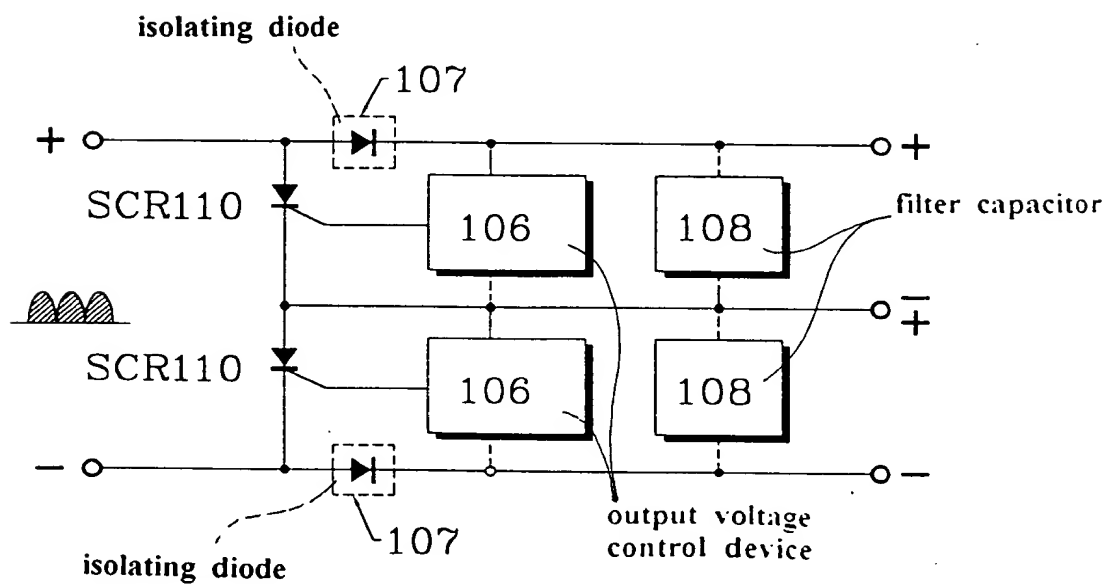 isolating diode
107
+
+
SCR110
106
108
filter capacitor
−
+
SCR110
106
108
−
−
107
output voltage
control device
isolating diode